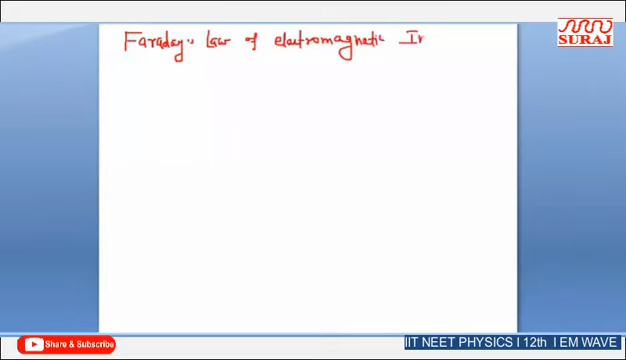 Faraday's Law of electromagnetic In
SURAJ
Share & Subscribe
IIT NEET PHYSICS I 12th I EM WAVE